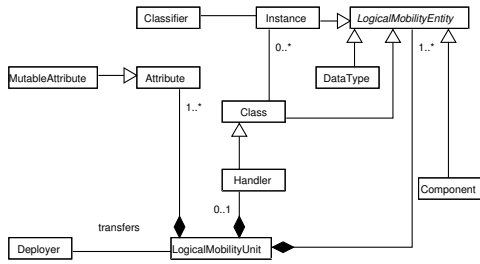 Classifier
Instance
LogicalMobilityEntity
0..*
1..*
MutableAttribute
Attribute
DataType
1..*
Class
Handler
Component
0..1
transfers
Deployer
LogicalMobilityUnit